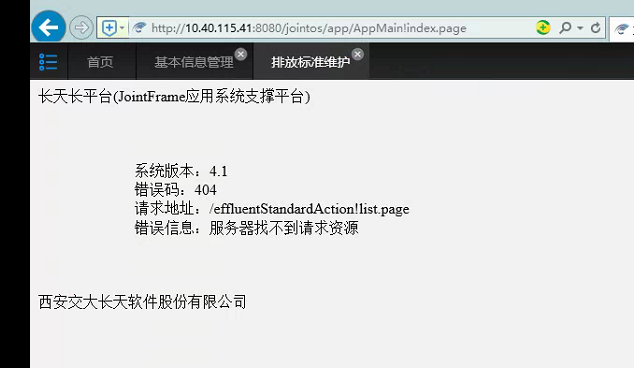 http://10.40.115.41:8080/jointos/app/AppMain!index.page
首页 基本信息管理 排放标准维护
长天长平台(JointFrame应用系统支撑平台)
系统版本：4.1
错误码：404
请求地址：/effluentStandardAction!list.page
错误信息：服务器找不到请求资源
西安交大长天软件股份有限公司